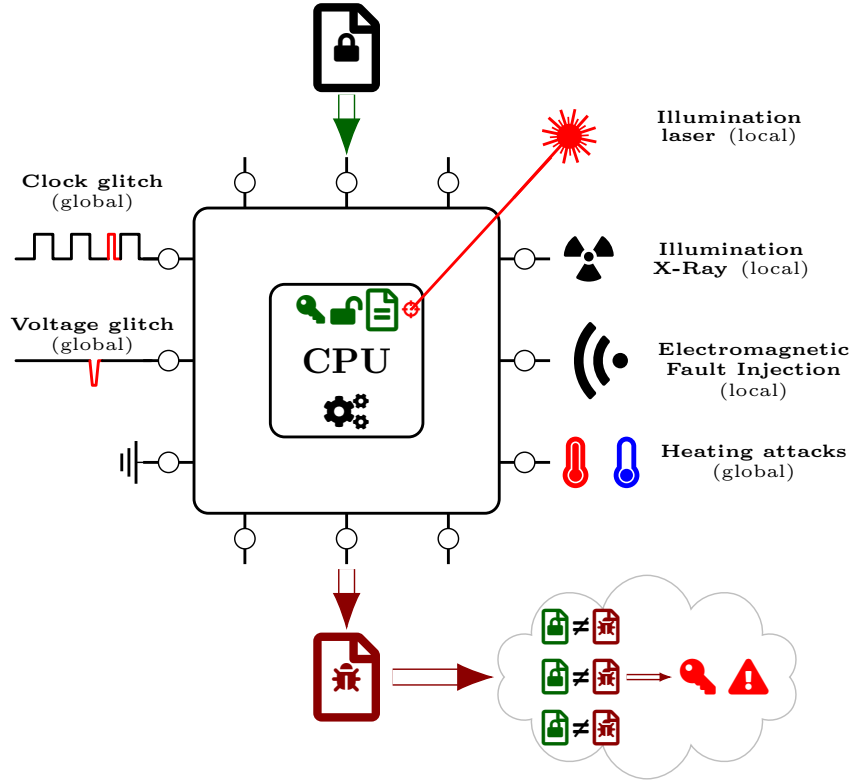 Illumination
laser (local)
Clock glitch
(global)
Illumination
X-Ray (local)
Voltage glitch
(global)
CPU
Electromagnetic
Fault Injection
(local)
Heating attacks
(global)
≠
≠
≠